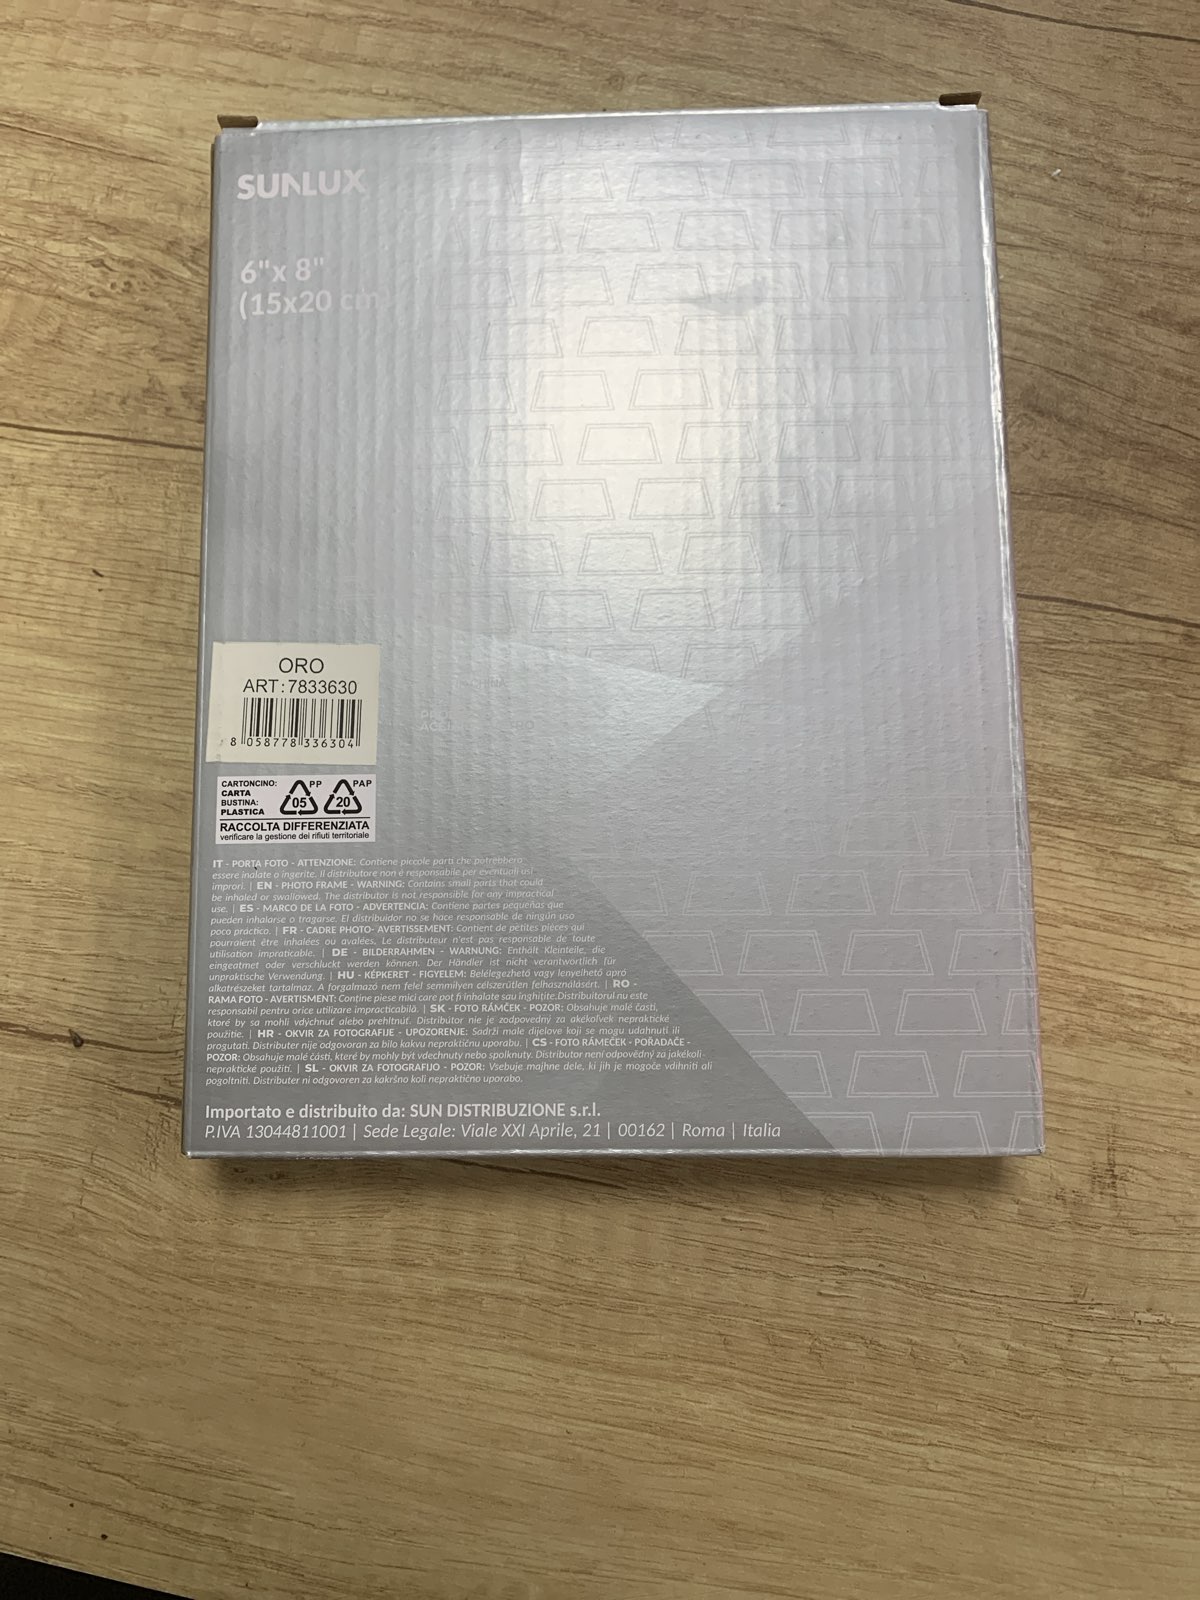 SUNLUX
6"x 8"
(15x20 cm
ORO
ART:7833630
8 058778 336304
CARTONCINO:
CARTA
BUSTINA:
PLASTICA
05 PP 20 PAP
RACCOLTA DIFFERENZIATA
verificare la gestione dei rifiuti territoriale
IT - PORTA FOTO - ATTENZIONE: Contiene piccole parti che potrebbero
essere inalate o ingerite. Il distributore non é responsabile per eventuali usi
impropri. | EN - PHOTO FRAME - WARNING: Contains small parts that could
be inhaled or swallowed. The distributor is not responsible for any impractical
use. | ES - MARCO DE LA FOTO - ADVERTENCIA: Contiene partes pequeñas que
pueden inhalarse o tragarse. El distribuidor no se hace responsable de ningún uso
poco práctico. | FR - CADRE PHOTO- AVERTISSEMENT: Contient de petites pièces qui
pourraient être inhalées ou avalées. Le distributeur n'est pas responsable de toute
utilisation impraticable. | DE - BILDERRAHMEN - WARNUNG: Enthält Kleinteile, die
eingeatmet oder verschluckt werden können. Der Händler ist nicht verantwortlich für
unpraktische Verwendung. | HU - KÉPKERET - FIGYELEM: Belélegezhető vagy lenyelhető apró
alkatrészeket tartalmaz. A forgalmazó nem felel semmilyen célszerűtlen felhasználásért. | RO -
RAMA FOTO - AVERTISMENT: Conține piese mici care pot fi inhalate sau înghițite.Distribuitorul nu este
responsabil pentru orice utilizare impracticabilă. | SK - FOTO RÁMČEK - POZOR: Obsahuje malé časti,
ktoré by sa mohli vdýchnuť alebo prehltnúť. Distribútor nie je zodpovedný za akékoľvek nepraktické
použitie. | HR - OKVIR ZA FOTOGRAFIJE - UPOZORENJE: Sadrži male dijelove koji se mogu udahnuti ili
progutati. Distributer nije odgovoran za bilo kakvu nepraktičnu uporabu. | CS - FOTO RÁMEČEK - POŘADAČE -
POZOR: Obsahuje malé části, které by mohly být vdechnuty nebo spolknuty. Distributor není odpovědný za jakékoli
nepraktické použití. | SL - OKVIR ZA FOTOGRAFIJO - POZOR: Vsebuje majhne dele, ki jih je mogoče vdihniti ali
pogoltniti. Distributer ni odgovoren za kakršno koli nepraktično uporabo.
Importato e distribuito da: SUN DISTRIBUZIONE s.r.l.
P.IVA 13044811001 | Sede Legale: Viale XXI Aprile, 21 | 00162 | Roma | Italia